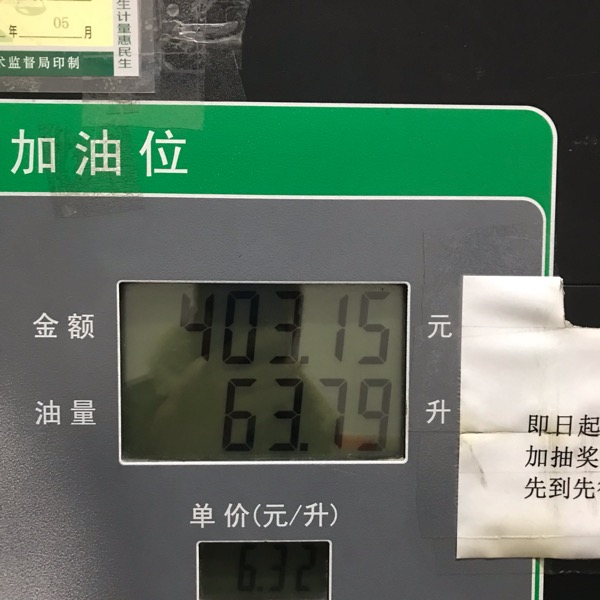 年 05 月
生计量惠民生
术监督局印制
加油位
金额 403.15 元
油量 63.79 升
单价(元/升)
6.32
即日起
加抽奖
先到先